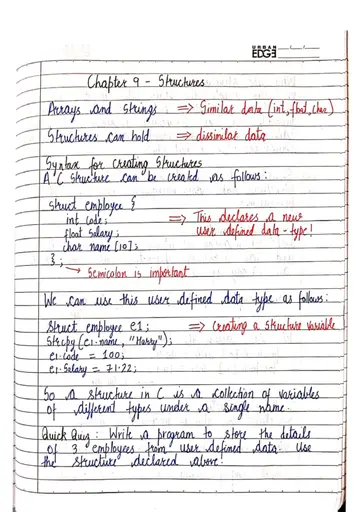 URBAN
EDGE
Chapter 9 - Structures
Arrays and Strings ⇒ Similar data (int, float, char)
Structures can hold ⇒ dissimilar data
Syntax for creating Structures
A C Structure can be created as follows:
struct employee {
int code; ⇒ This declares a new
float Salary; user defined data-type!
char name [10];
}; → Semicolon is important
We can use this user defined data type as follows:
Struct employee e1; ⇒ Creating a Structure variable
Strcpy (e1.name, "Harry");
e1.code = 100;
e1.Salary = 71.22;
So a structure in C is a collection of variables
of different types under a single name.
Quick Quiz: Write a program to store the details
of 3 employees from user defined data. Use
the structure declared above.